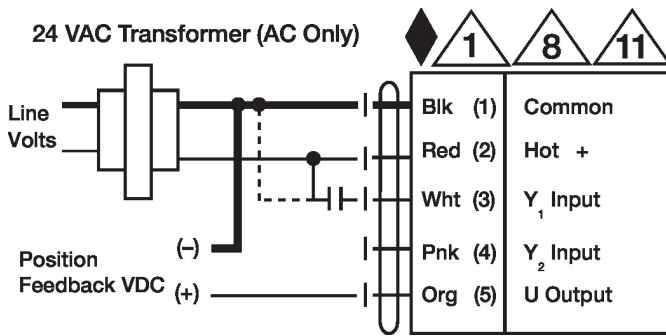 24 VAC Transformer (AC Only)
1 8 11
Line
Volts
Blk (1) Common
Red (2) Hot +
Wht (3) Y1 Input
Position
Feedback VDC
(–)
(+)
Pnk (4) Y2 Input
Org (5) U Output